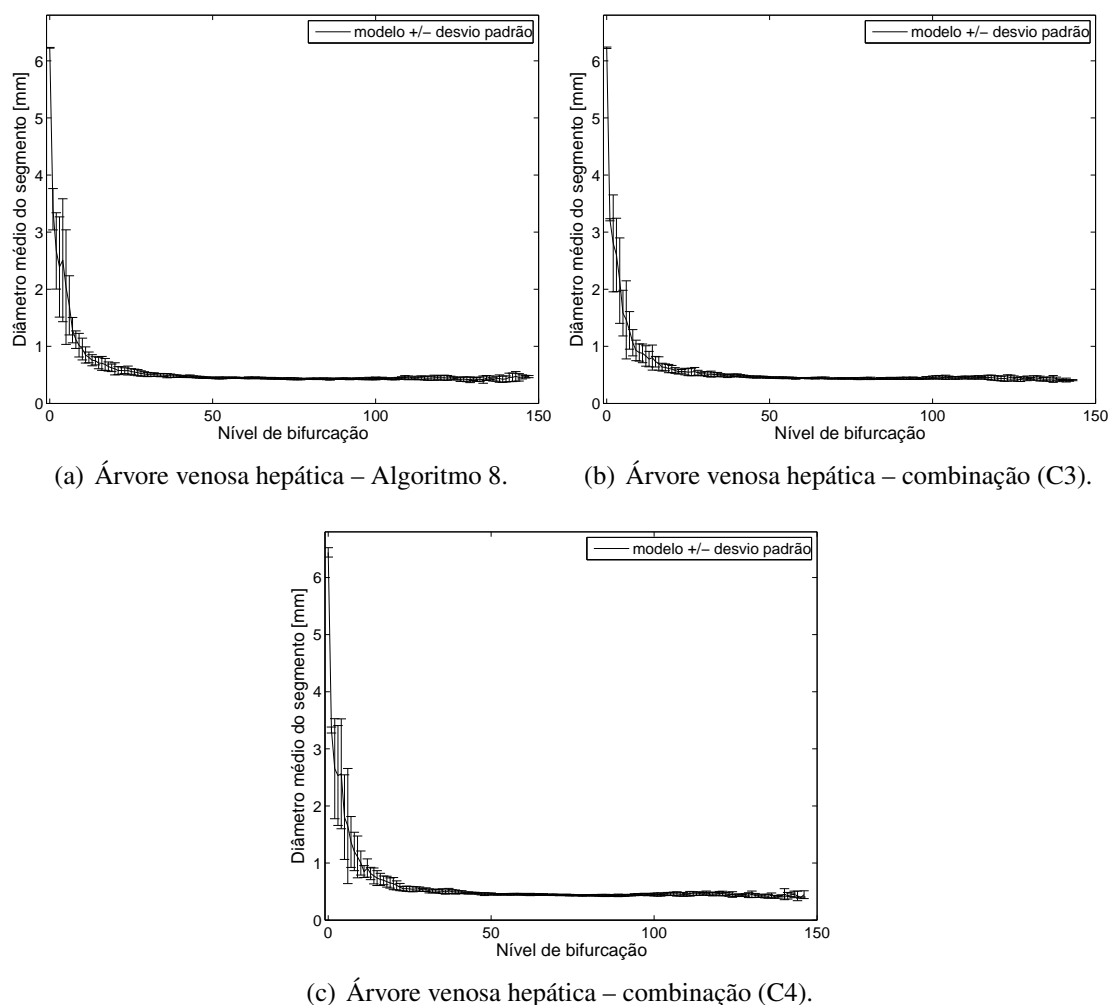 modelo +/− desvio padrão
6
5
4
3
2
1
0
Diâmetro médio do segmento [mm]
0 50 100 150
Nível de bifurcação
(a) Árvore venosa hepática – Algoritmo 8.
modelo +/− desvio padrão
6
5
4
3
2
1
0
Diâmetro médio do segmento [mm]
0 50 100 150
Nível de bifurcação
(b) Árvore venosa hepática – combinação (C3).
modelo +/− desvio padrão
6
5
4
3
2
1
0
Diâmetro médio do segmento [mm]
0 50 100 150
Nível de bifurcação
(c) Árvore venosa hepática – combinação (C4).